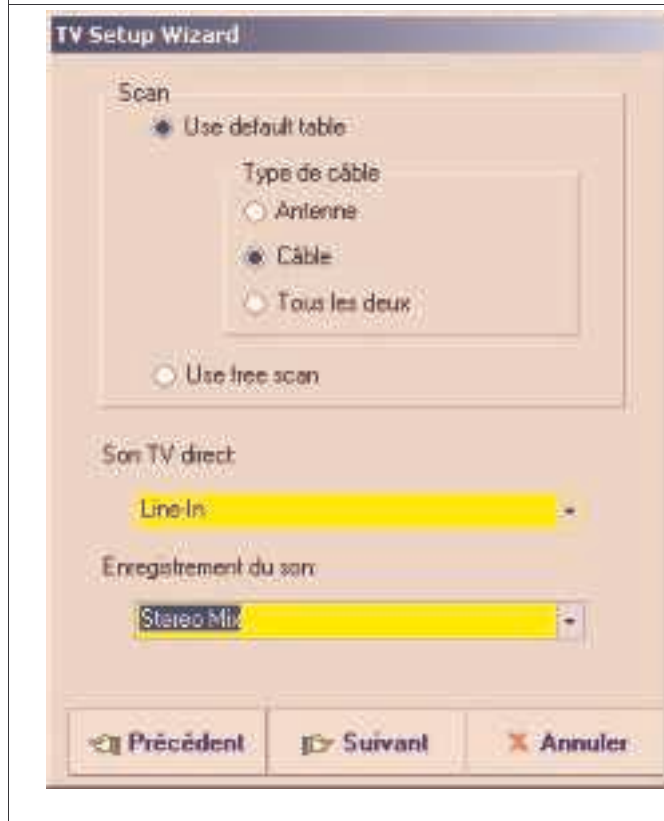 TV Setup Wizard
Scan
Use default table
Type de câble
Antenne
Câble
Tous les deux
Use free scan
Son TV direct
Line-In
Enregistrement du son:
Stereo Mix
Précédent Suivant Annuler